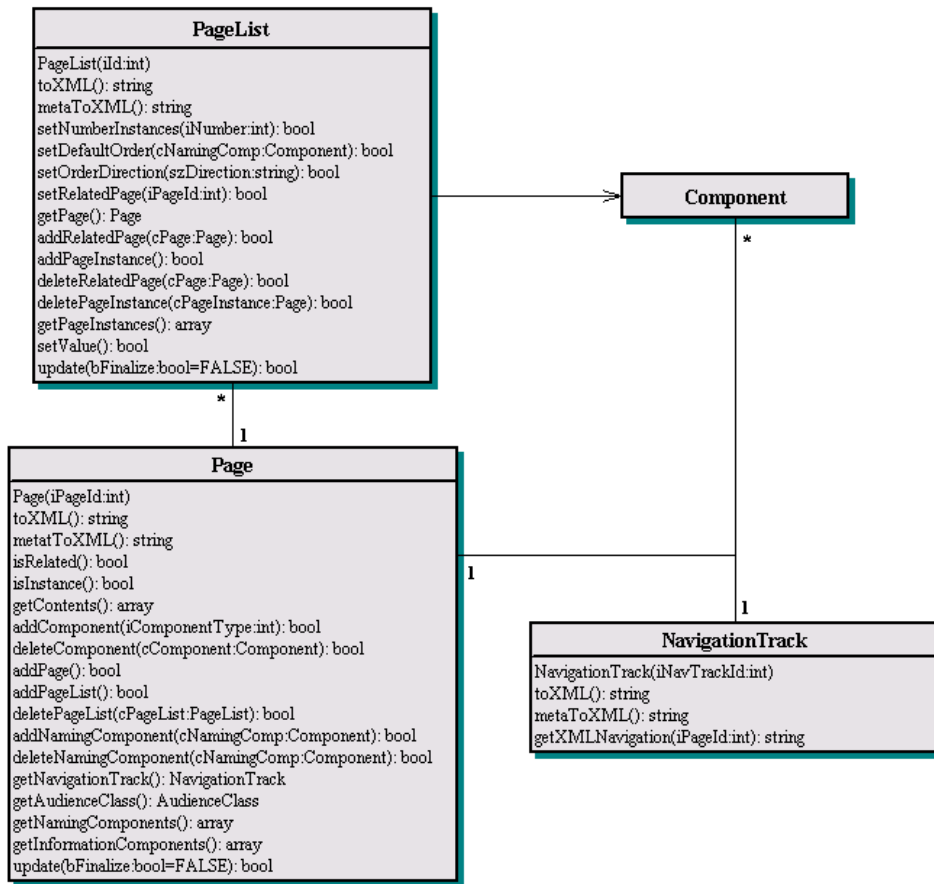 PageList
PageList(iId:int)
toXML(): string
metaToXML(): string
setNumberInstances(iNumber:int): bool
setDefaultOrder(cNamingComp:Component): bool
setOrderDirection(szDirection:string): bool
setRelatedPage(iPageId:int): bool
getPage(): Page
addRelatedPage(cPage:Page): bool
addPageInstance(): bool
deleteRelatedPage(cPage:Page): bool
deletePageInstance(cPageInstance:Page): bool
getPageInstances(): array
setValue(): bool
update(bFinalize:bool=FALSE): bool
Component
*
*
1
Page
Page(iPageId:int)
toXML(): string
metatToXML(): string
isRelated(): bool
isInstance(): bool
getContents(): array
addComponent(iComponentType:int): bool
deleteComponent(cComponent:Component): bool
addPage(): bool
addPageList(): bool
deletePageList(cPageList:PageList): bool
addNamingComponent(cNamingComp:Component): bool
deleteNamingComponent(cNamingComp:Component): bool
getNavigationTrack(): NavigationTrack
getAudienceClass(): AudienceClass
getNamingComponents(): array
getInformationComponents(): array
update(bFinalize:bool=FALSE): bool
1
1
NavigationTrack
NavigationTrack(iNavTrackId:int)
toXML(): string
metaToXML(): string
getXMLNavigation(iPageId:int): string